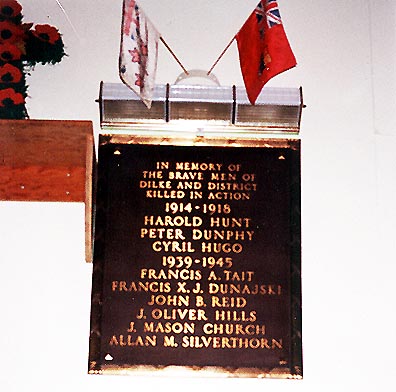 IN MEMORY OF
THE BRAVE MEN OF
DILKE AND DISTRICT
KILLED IN ACTION
1914-1918
HAROLD HUNT
PETER DUNPHY
CYRIL HUGO
1939-1945
FRANCIS A. TAIT
FRANCIS X. J. DUNAJSKI
JOHN B. REID
J. OLIVER HILLS
J. MASON CHURCH
ALLAN M. SILVERTHORN